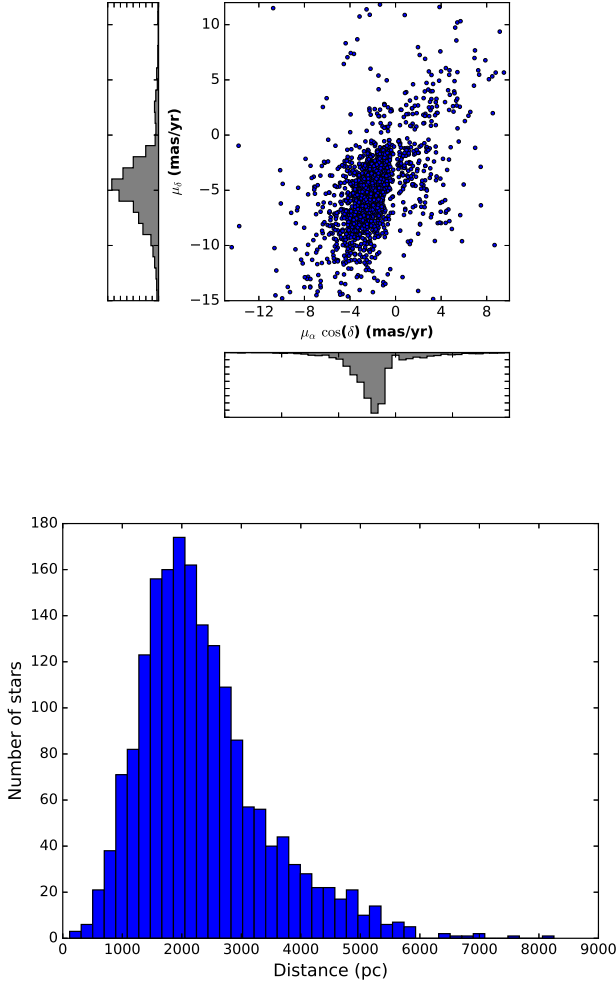 10
5
0
−5
−10
−15
μδ (mas/yr)
−12 −8 −4 0 4 8
μα cos(δ) (mas/yr)
180
160
140
120
100
80
60
40
20
0
Number of stars
0 1000 2000 3000 4000 5000 6000 7000 8000 9000
Distance (pc)